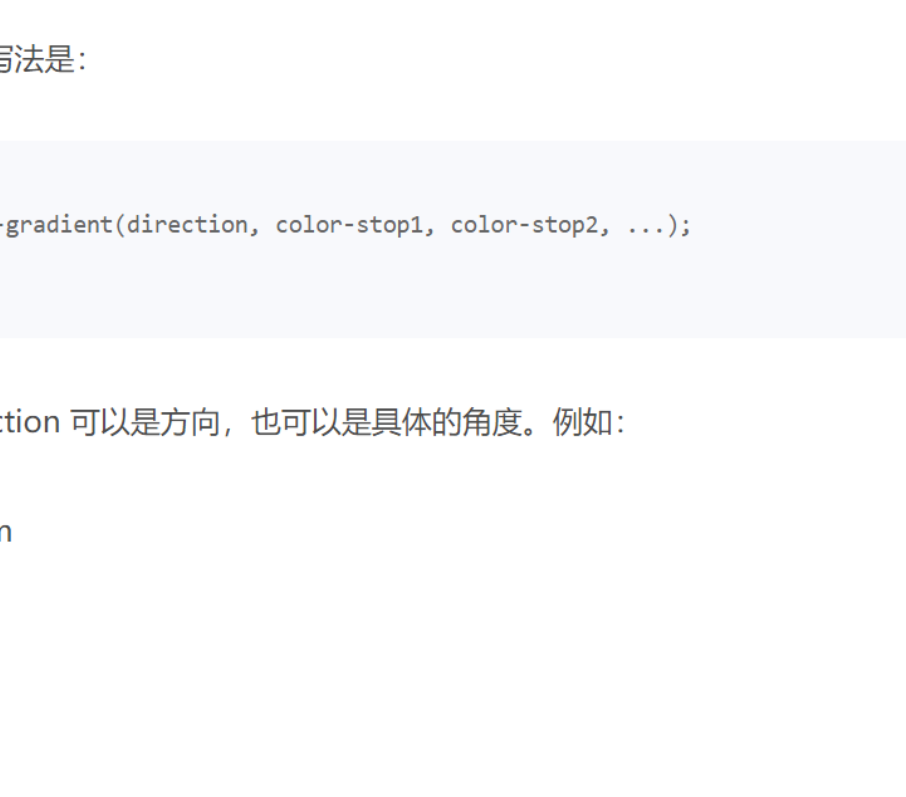 写法是：
-gradient(direction, color-stop1, color-stop2, ...);
ction 可以是方向，也可以是具体的角度。例如：
m